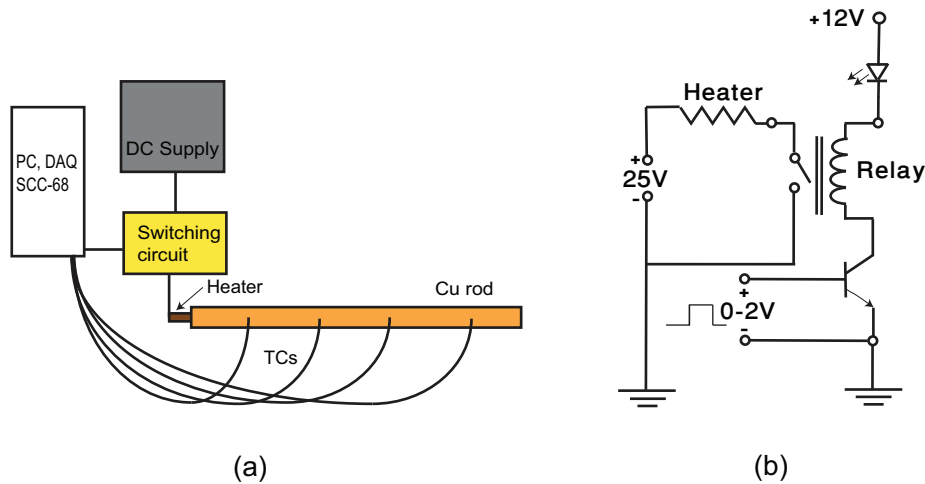 PC, DAQ
SCC-68
DC Supply
Switching
circuit
Heater
Cu rod
TCs
(a)
+12V
Heater
+
25V
-
Relay
+
0-2V
-
(b)